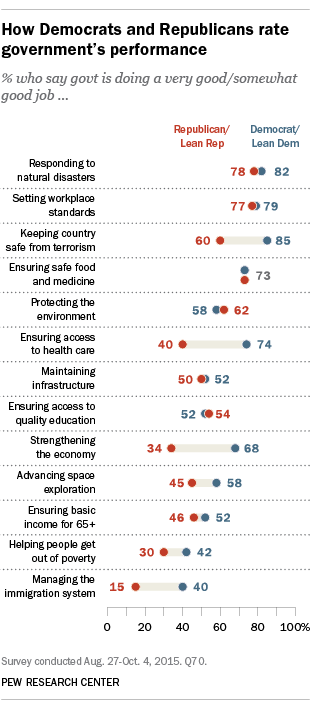 How Democrats and Republicans rate
government's performance
% who say govt is doing a very good/somewhat
good job ...
Republican/ Democrat/
Lean Rep Lean Dem
Responding to
natural disasters 78 82
Setting workplace
standards 77 79
Keeping country
safe from terrorism 60 85
Ensuring safe food
and medicine 73
Protecting the
environment 58 62
Ensuring access
to health care 40 74
Maintaining
infrastructure 50 52
Ensuring access to
quality education 52 54
Strengthening
the economy 34 68
Advancing space
exploration 45 58
Ensuring basic
income for 65+ 46 52
Helping people get
out of poverty 30 42
Managing the
immigration system 15 40
0 20 40 60 80 100%
Survey conducted Aug. 27-Oct. 4, 2015. Q70.
PEW RESEARCH CENTER